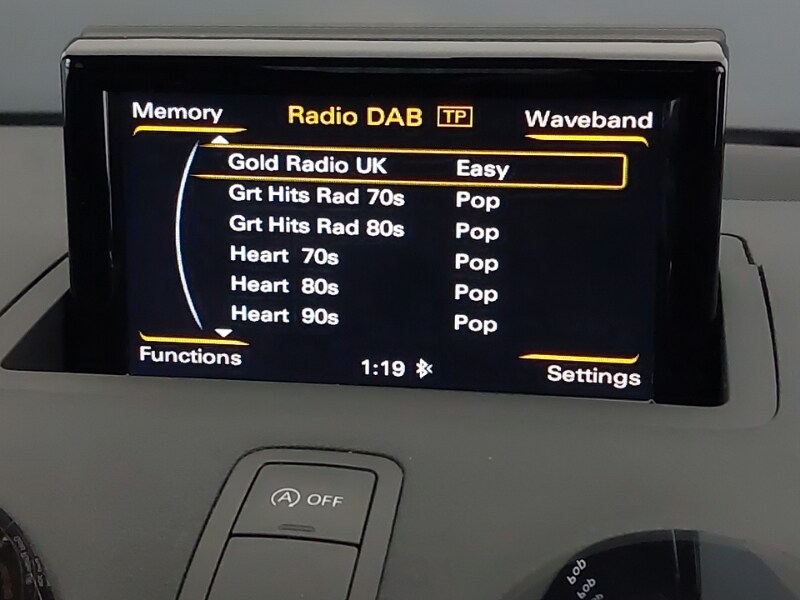 Memory Radio DAB TP Waveband
Gold Radio UK Easy
Grt Hits Rad 70s Pop
Grt Hits Rad 80s Pop
Heart 70s Pop
Heart 80s Pop
Heart 90s Pop
Functions 1:19 Settings
A OFF